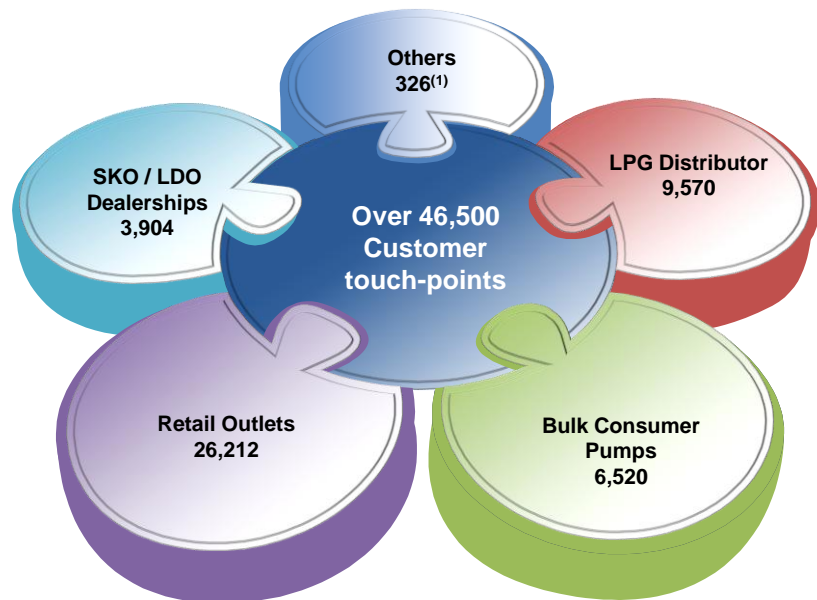 Others
326(1)
SKO / LDO
Dealerships
3,904
LPG Distributor
9,570
Over 46,500
Customer
touch-points
Retail Outlets
26,212
Bulk Consumer
Pumps
6,520